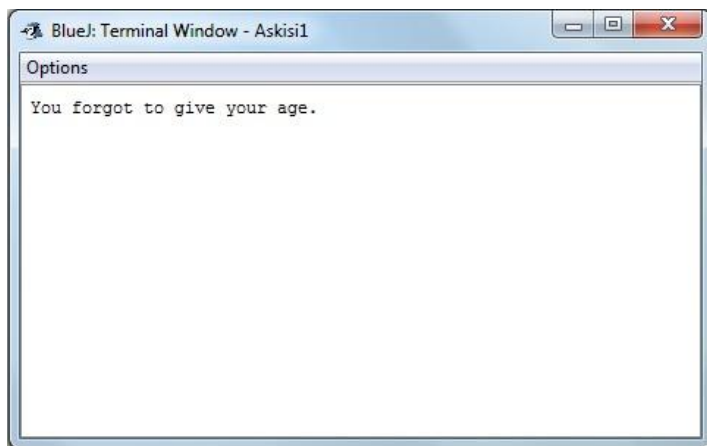 BlueJ: Terminal Window - Askisi1
Options
You forgot to give your age.